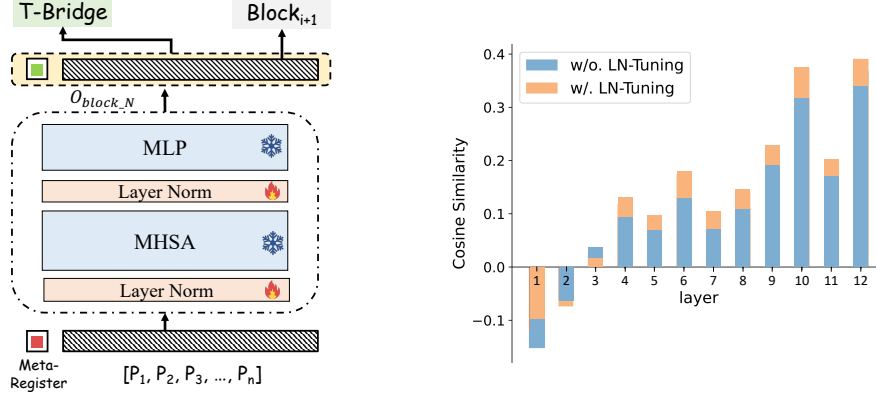 T-Bridge
Block_{i+1}
O_{block_N}
MLP
Layer Norm
MHSA
Layer Norm
Meta-
Register
[P_1, P_2, P_3, ..., P_n]
w/o. LN-Tuning
w/. LN-Tuning
Cosine Similarity
0.4
0.3
0.2
0.1
0.0
−0.1
1 2 3 4 5 6 7 8 9 10 11 12
layer